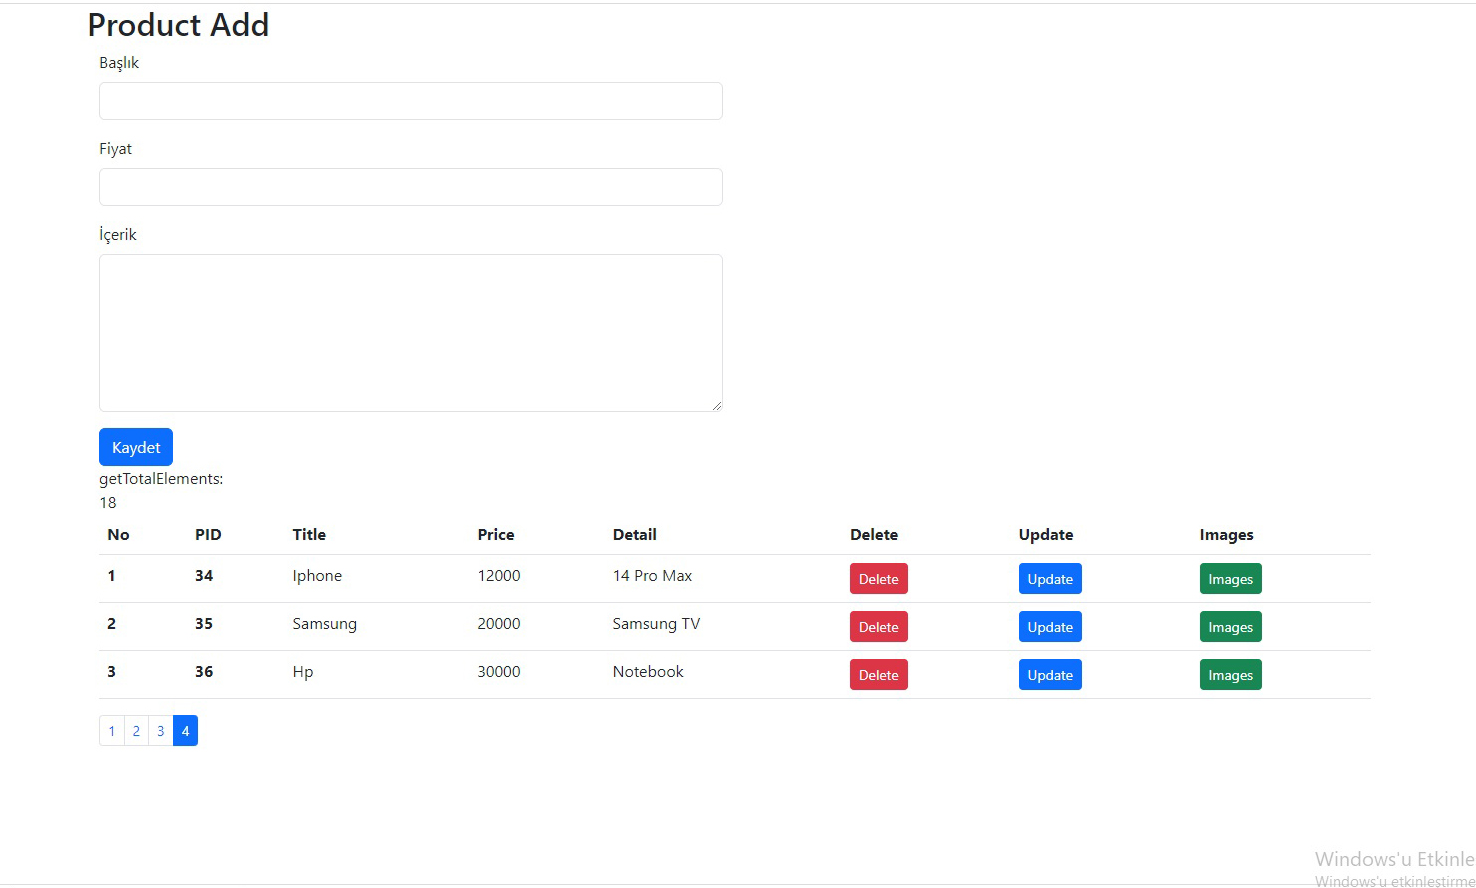 Product Add
Başlık
Fiyat
İçerik
Kaydet
getTotalElements:
18
No PID Title Price Detail Delete Update Images
1 34 Iphone 12000 14 Pro Max Delete Update Images
2 35 Samsung 20000 Samsung TV Delete Update Images
3 36 Hp 30000 Notebook Delete Update Images
1 2 3 4
Windows'u Etkinle
Windows'u etkinleştirme